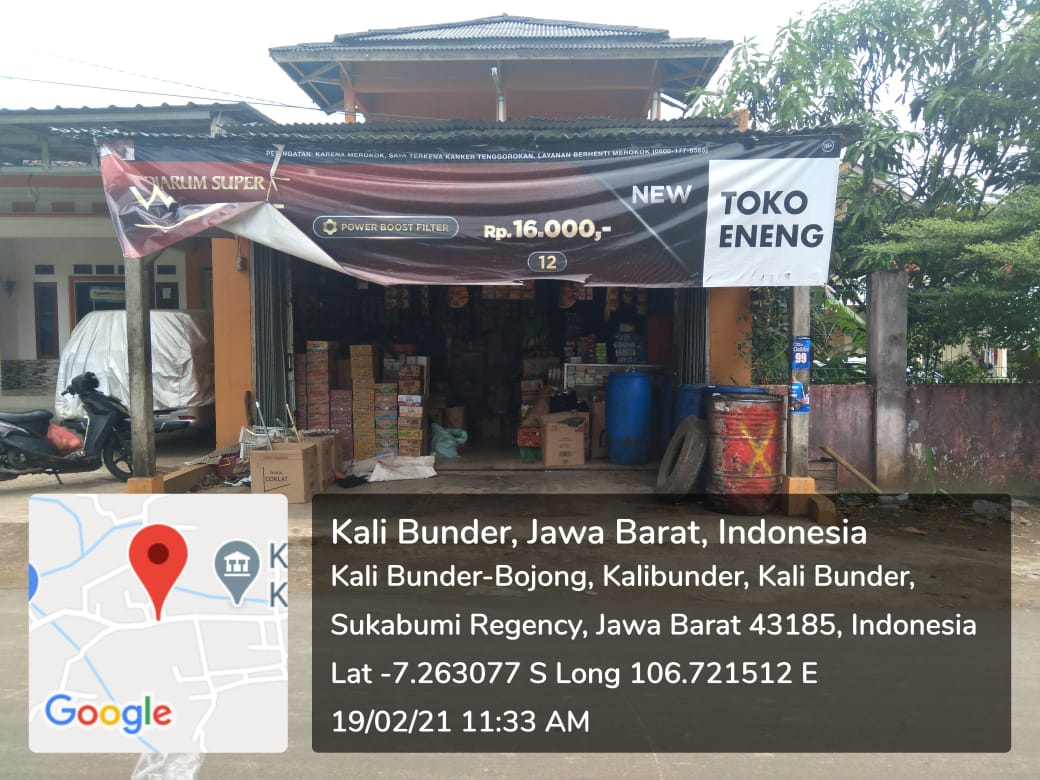 PERINGATAN: KARENA MEROKOK, SAYA TERKENA KANKER TENGGOROKAN. LAYANAN BERHENTI MEROKOK (0800-177-6565)
18+
DJARUM SUPER
NEW
TOKO
ENENG
POWER BOOST FILTER
Rp.16.000,-
12
99
COKLAT
K
K
Google
Kali Bunder, Jawa Barat, Indonesia
Kali Bunder-Bojong, Kalibunder, Kali Bunder,
Sukabumi Regency, Jawa Barat 43185, Indonesia
Lat -7.263077 S Long 106.721512 E
19/02/21 11:33 AM